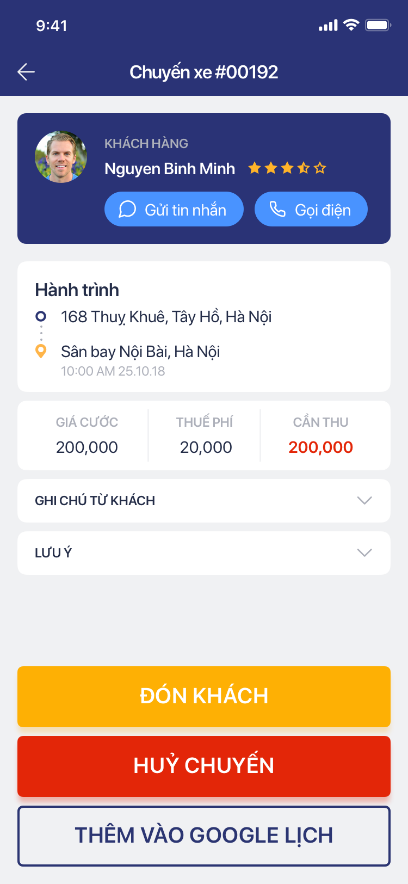 9:41
Chuyến xe #00192
KHÁCH HÀNG
Nguyen Binh Minh
Gửi tin nhắn
Gọi điện
Hành trình
168 Thuỵ Khuê, Tây Hồ, Hà Nội
Sân bay Nội Bài, Hà Nội
10:00 AM 25.10.18
GIÁ CƯỚC
THUẾ PHÍ
CẦN THU
200,000
20,000
200,000
GHI CHÚ TỪ KHÁCH
LƯU Ý
ĐÓN KHÁCH
HUỶ CHUYẾN
THÊM VÀO GOOGLE LỊCH